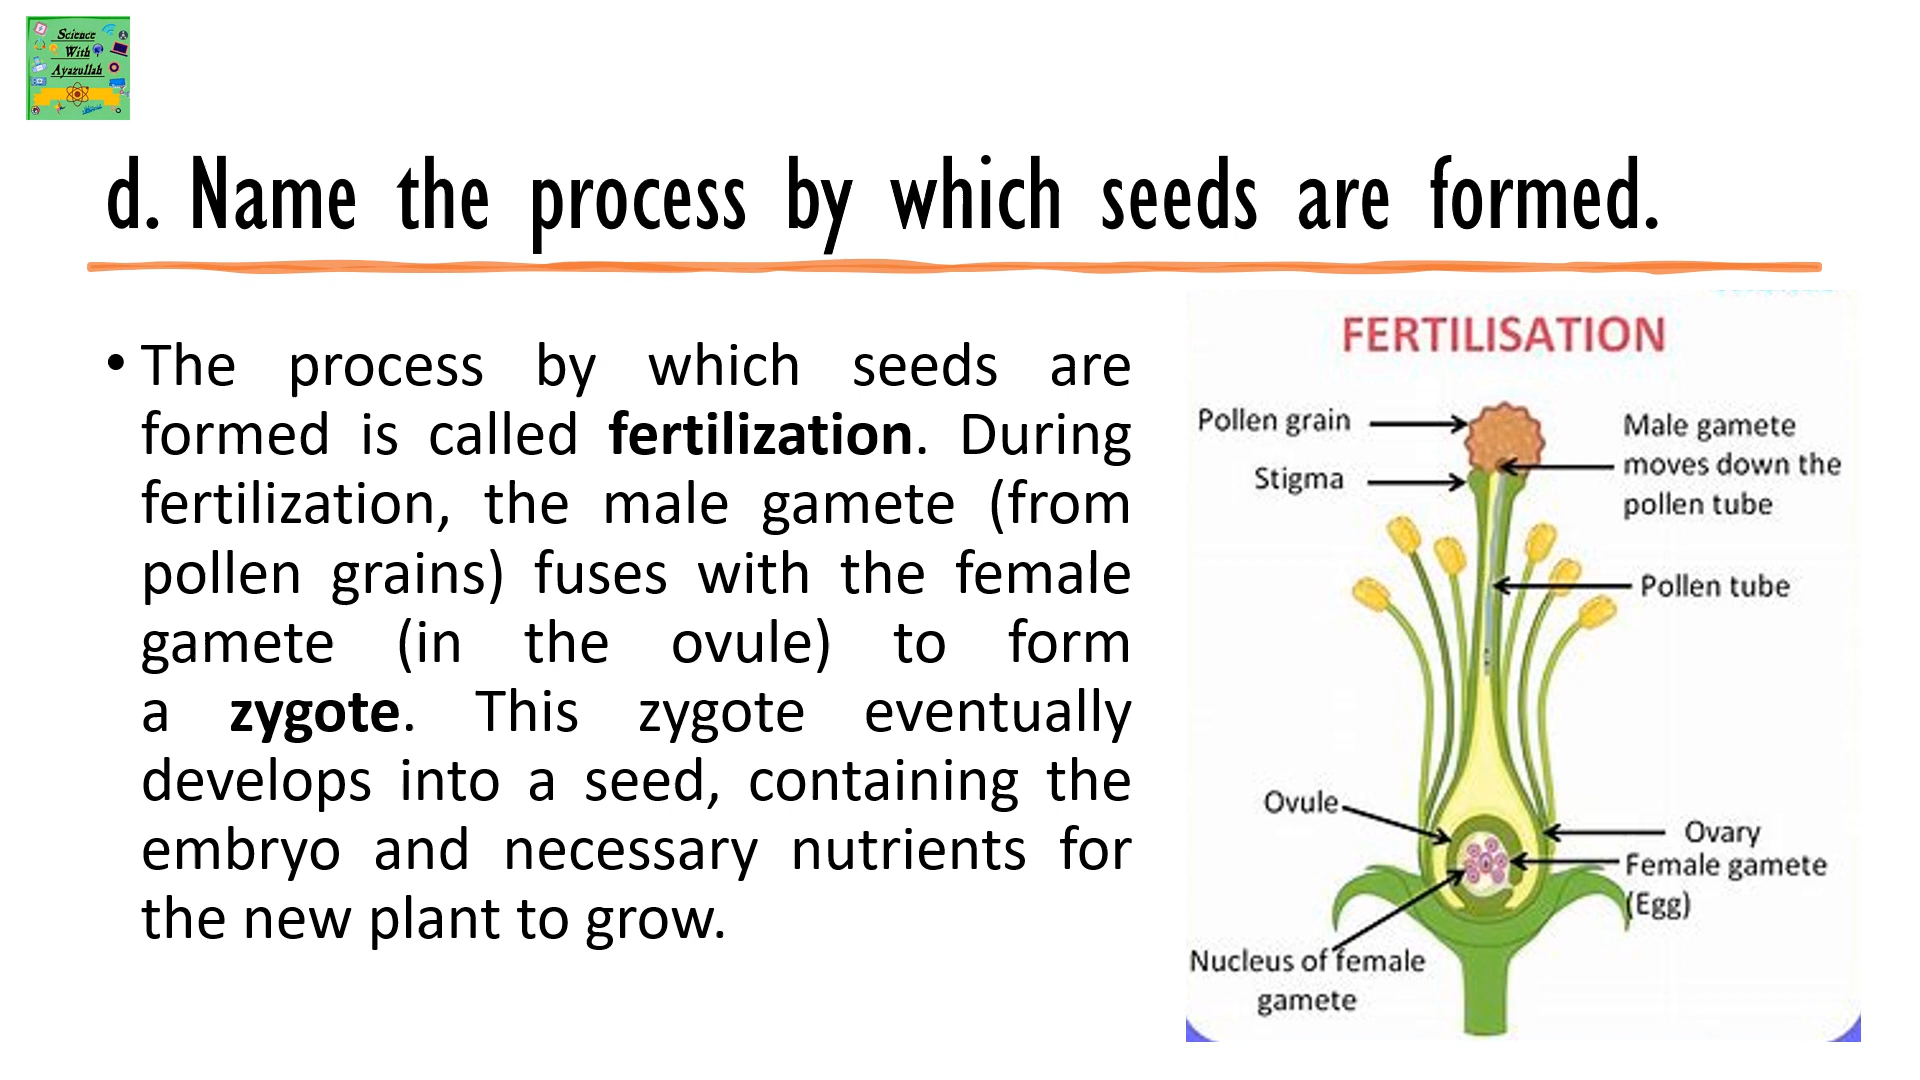 Science
With
Ayazullah
d. Name the process by which seeds are formed.
• The process by which seeds are
formed is called fertilization. During
fertilization, the male gamete (from
pollen grains) fuses with the female
gamete (in the ovule) to form
a zygote. This zygote eventually
develops into a seed, containing the
embryo and necessary nutrients for
the new plant to grow.
FERTILISATION
Pollen grain
Stigma
Male gamete
moves down the
pollen tube
Pollen tube
Ovule
Ovary
Female gamete
(Egg)
Nucleus of female
gamete